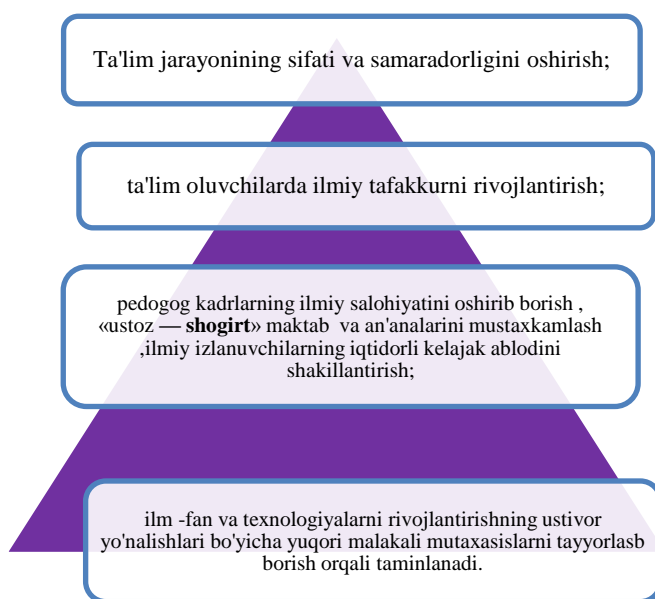 Ta'lim jarayonining sifati va samaradorligini oshirish;
ta'lim oluvchilarda ilmiy tafakkurni rivojlantirish;
pedogog kadrlarning ilmiy salohiyatini oshirib borish ,
«ustoz — shogirt» maktab va an'analarini mustaxkamlash
,ilmiy izlanuvchilarning iqtidorli kelajak ablodini
shakillantirish;
ilm -fan va texnologiyalarni rivojlantirishning ustivor
yo'nalishlari bo'yicha yuqori malakali mutaxasislarni tayyorlasb
borish orqali taminlanadi.